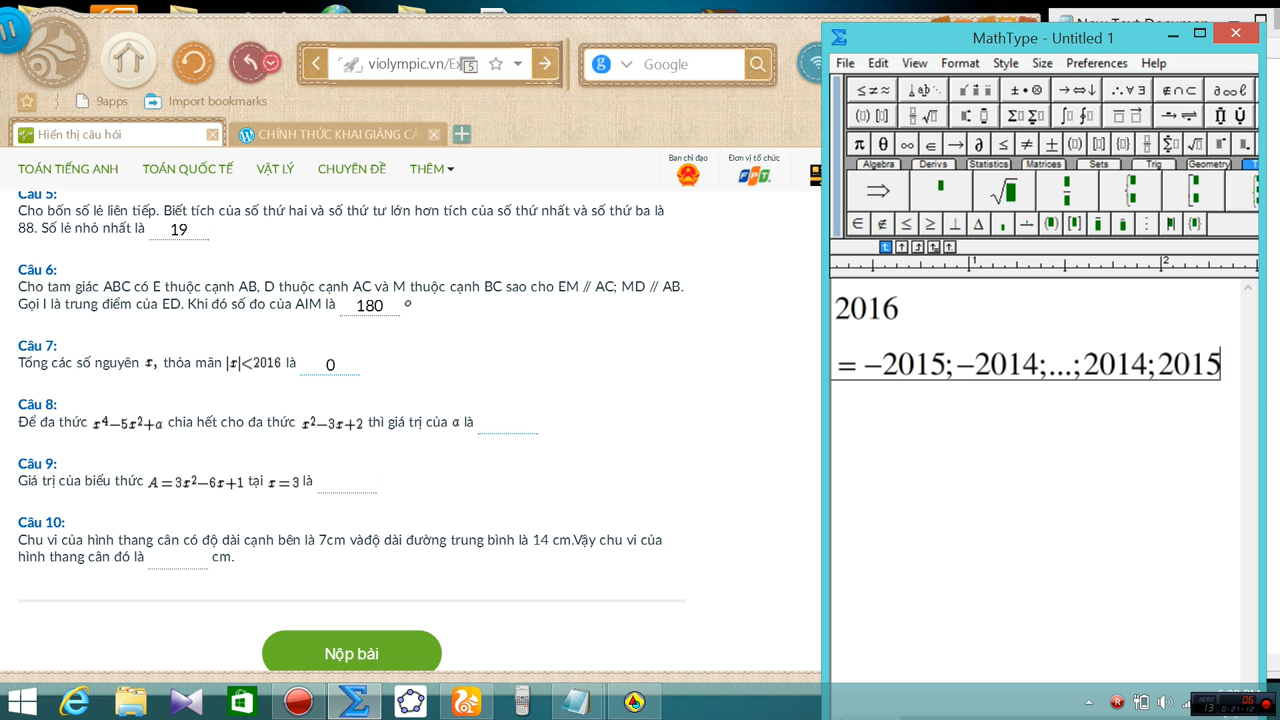 New Text Documen
MathType - Untitled 1
File Edit View Format Style Size Preferences Help
violympic.vn/Ex
5
Google
9apps
Import bookmarks
Hiển thị câu hỏi
CHÍNH THỨC KHAI GIẢNG CÁ
TOÁN TIẾNG ANH
TOÁN QUỐC TẾ
VẬT LÝ
CHUYÊN ĐỀ
THÊM
Ban chỉ đạo
Đơn vị tổ chức
FPT
Câu 5:
Cho bốn số lẻ liên tiếp. Biết tích của số thứ hai và số thứ tư lớn hơn tích của số thứ nhất và số thứ ba là
88. Số lẻ nhỏ nhất là 19
Câu 6:
Cho tam giác ABC có E thuộc cạnh AB, D thuộc cạnh AC và M thuộc cạnh BC sao cho EM // AC; MD // AB.
Gọi I là trung điểm của ED. Khi đó số đo của AIM là 180 °
Câu 7:
Tổng các số nguyên x, thỏa mãn |x|<2016 là 0
Câu 8:
Để đa thức x⁴−5x²+a chia hết cho đa thức x²−3x+2 thì giá trị của a là
Câu 9:
Giá trị của biểu thức A=3x²−6x+1 tại x=3 là
Câu 10:
Chu vi của hình thang cân có độ dài cạnh bên là 7cm vàđộ dài đường trung bình là 14 cm.Vậy chu vi của
hình thang cân đó là cm.
Nộp bài
Algebra Derivs Statistics Matrices Sets Trig Geometry
1 2
2016
= −2015; −2014;...; 2014; 2015